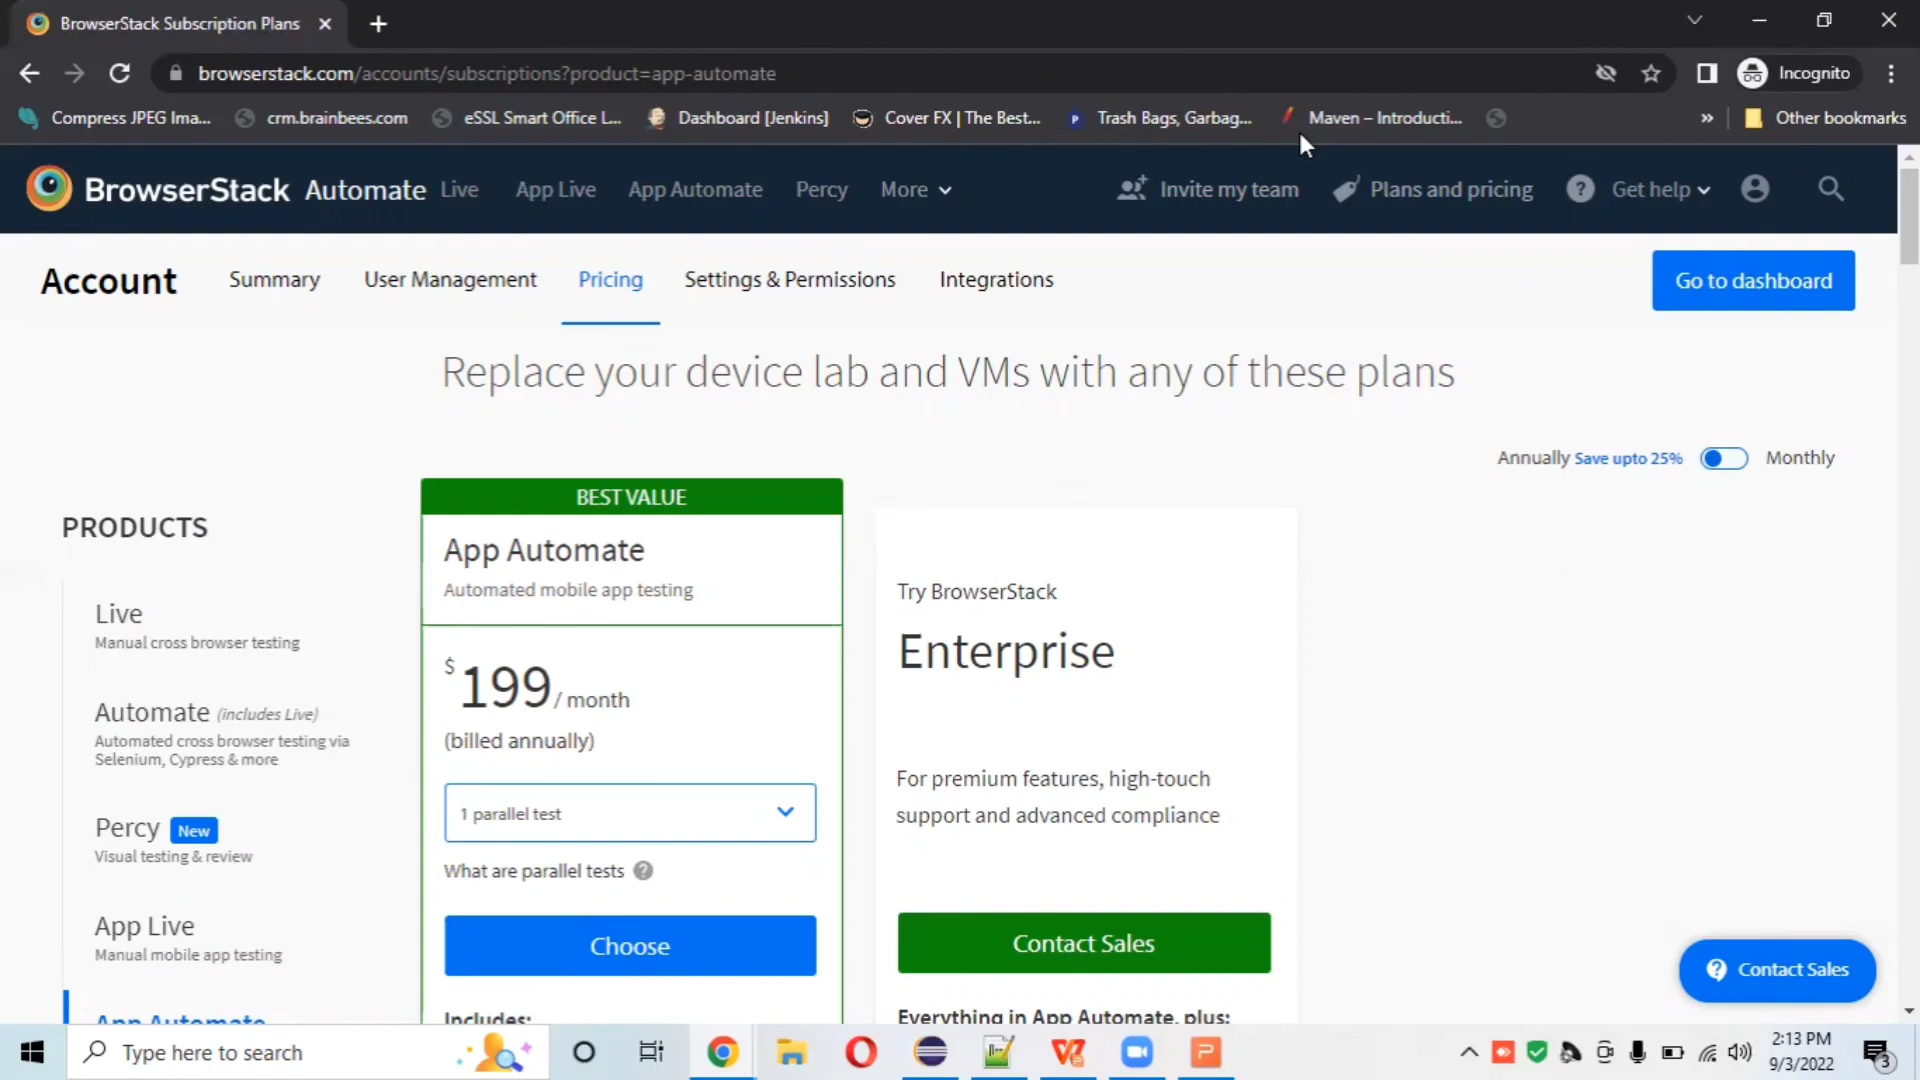 BrowserStack Subscription Plans
browserstack.com/accounts/subscriptions?product=app-automate
Incognito
Compress JPEG Ima...
crm.brainbees.com
eSSL Smart Office L...
Dashboard [Jenkins]
Cover FX | The Best...
Trash Bags, Garbag...
Maven – Introducti...
»
Other bookmarks
BrowserStack Automate
Live
App Live
App Automate
Percy
More
Invite my team
Plans and pricing
Get help
Account
Summary
User Management
Pricing
Settings & Permissions
Integrations
Go to dashboard
Replace your device lab and VMs with any of these plans
Annually Save upto 25%
Monthly
PRODUCTS
Live
Manual cross browser testing
Automate (includes Live)
Automated cross browser testing via
Selenium, Cypress & more
Percy New
Visual testing & review
App Live
Manual mobile app testing
App Automate
BEST VALUE
App Automate
Automated mobile app testing
$199/ month
(billed annually)
1 parallel test
What are parallel tests ?
Choose
Includes:
Try BrowserStack
Enterprise
For premium features, high-touch
support and advanced compliance
Contact Sales
Everything in App Automate, plus:
Contact Sales
Type here to search
2:13 PM
9/3/2022
3